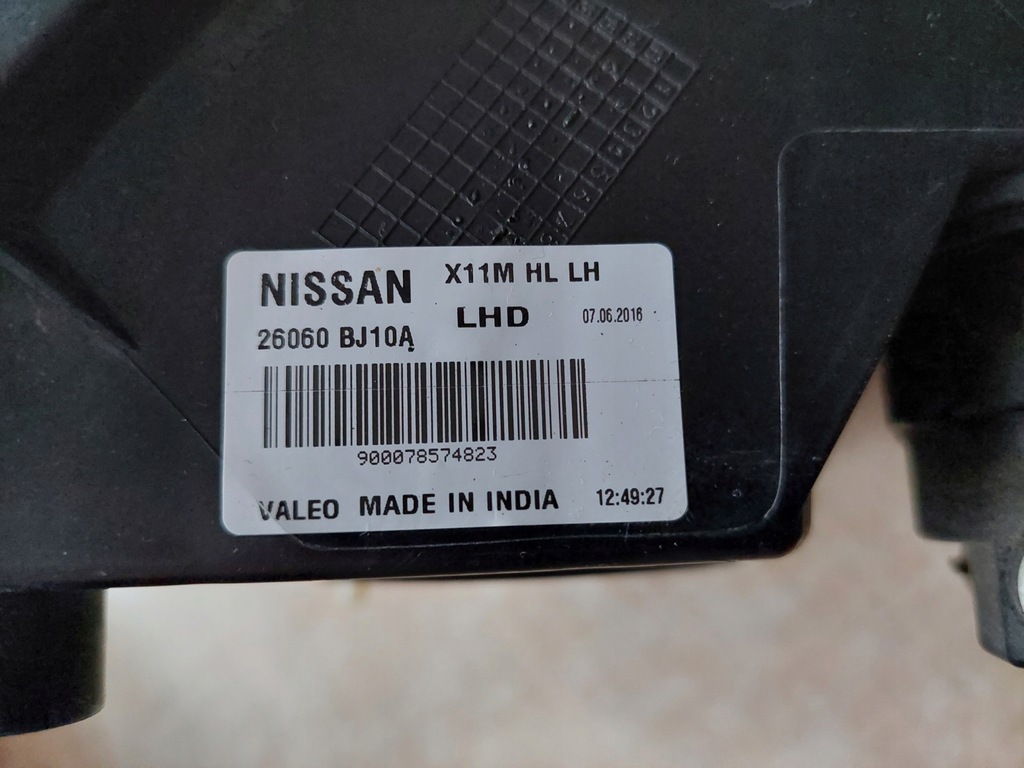 NISSAN X11M HL LH
LHD 07.06.2016
26060 BJ10A
900078574823
VALEO MADE IN INDIA 12:49:27